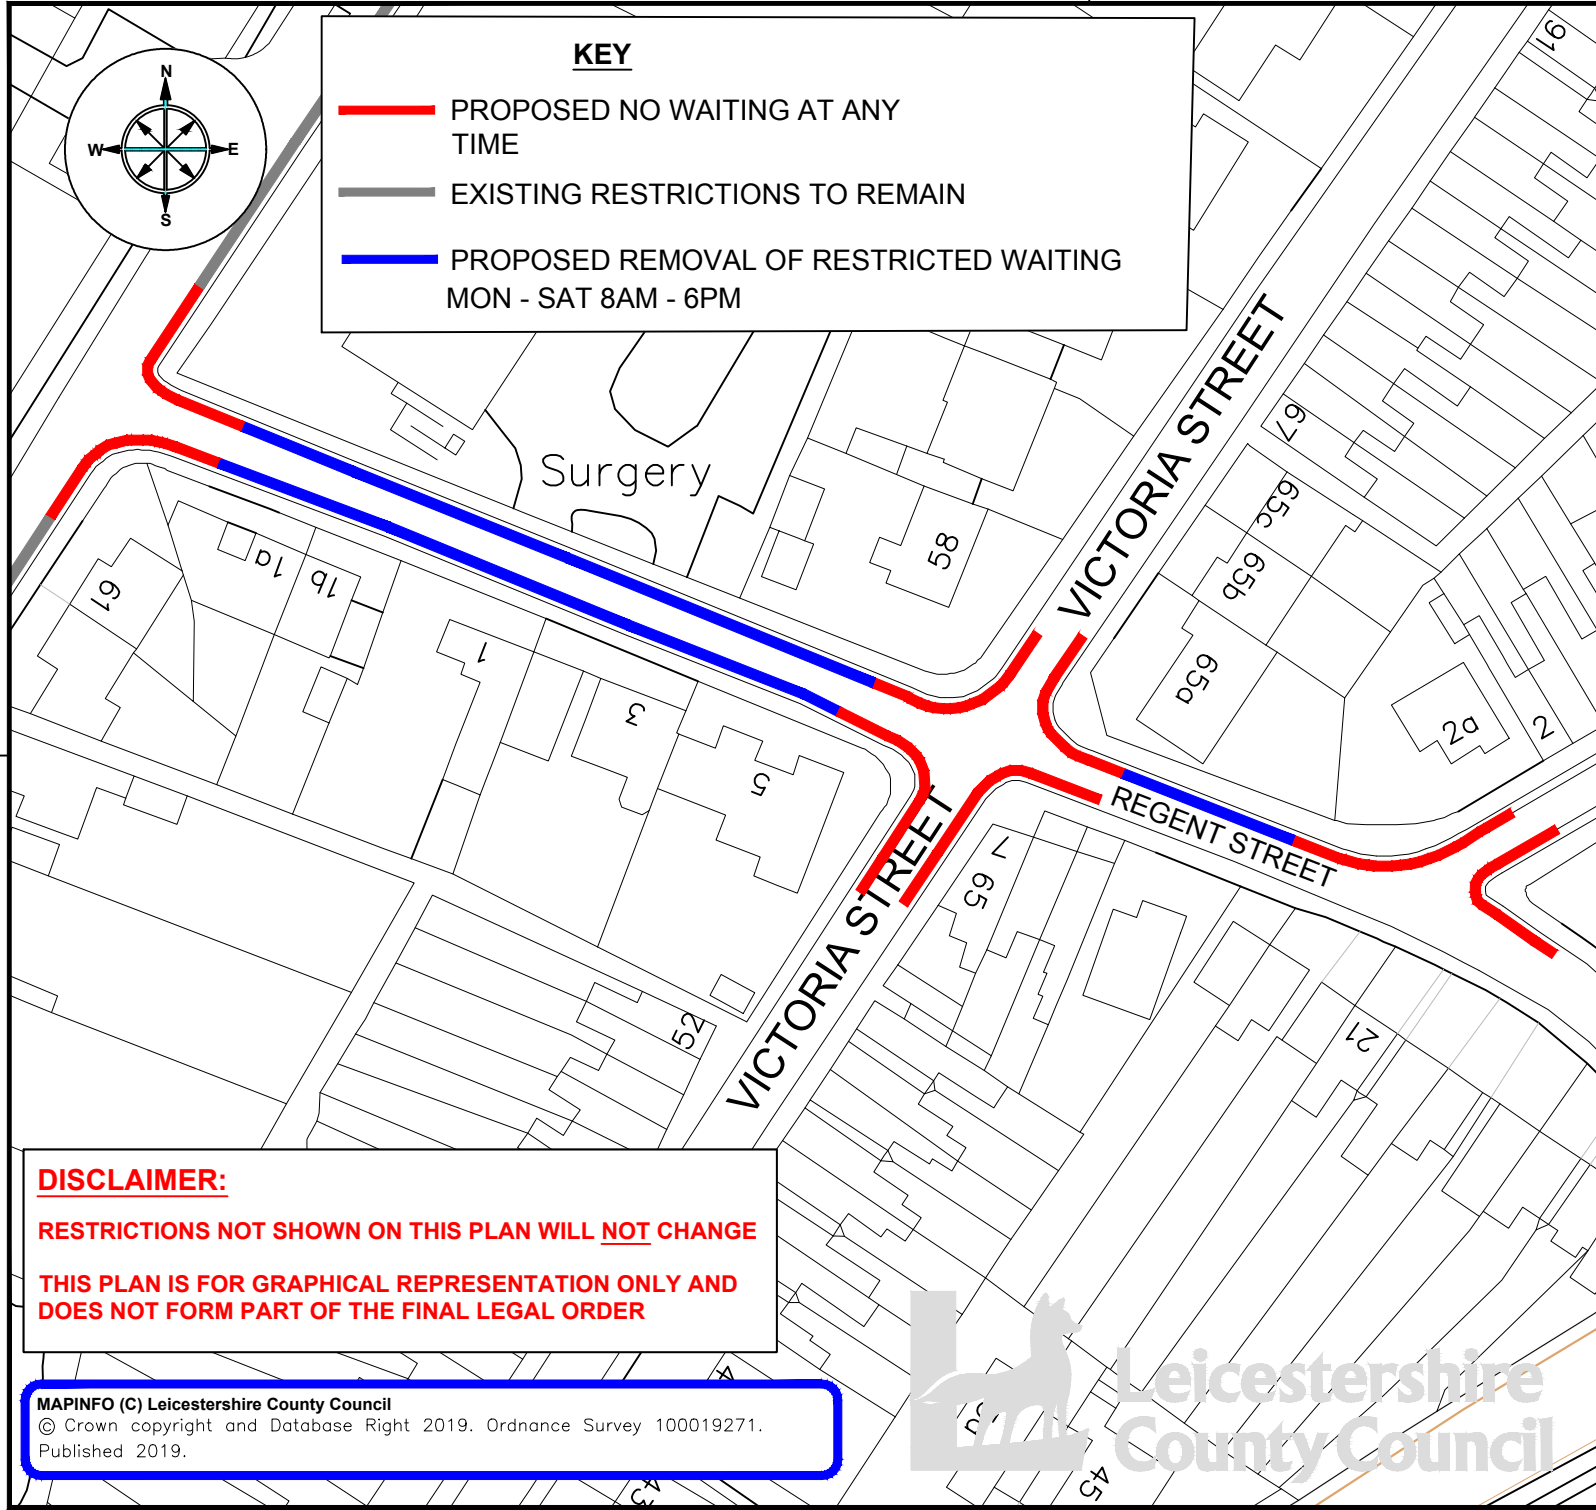 KEY
PROPOSED NO WAITING AT ANY
TIME
EXISTING RESTRICTIONS TO REMAIN
PROPOSED REMOVAL OF RESTRICTED WAITING
MON - SAT 8AM - 6PM
N
W
E
S
91
VICTORIA STREET
67
65c
65b
65a
Surgery
58
61
1a
1b
1
3
5
2a
2
REGENT STREET
VICTORIA STREET
7
65
52
21
DISCLAIMER:
RESTRICTIONS NOT SHOWN ON THIS PLAN WILL NOT CHANGE
THIS PLAN IS FOR GRAPHICAL REPRESENTATION ONLY AND
DOES NOT FORM PART OF THE FINAL LEGAL ORDER
MAPINFO (C) Leicestershire County Council
© Crown copyright and Database Right 2019. Ordnance Survey 100019271.
Published 2019.
45
43
Leicestershire
County Council